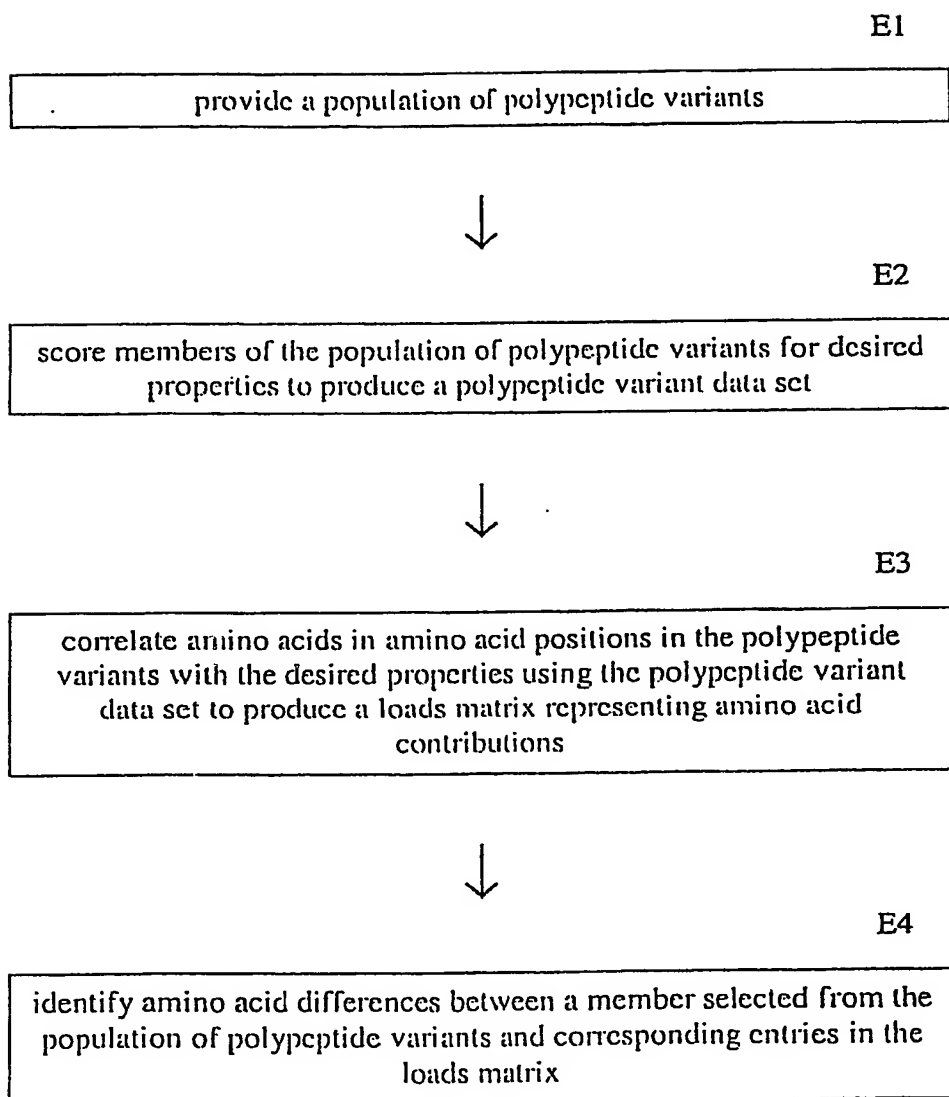 E1
provide a population of polypeptide variants
E2
score members of the population of polypeptide variants for desired
properties to produce a polypeptide variant data set
E3
correlate amino acids in amino acid positions in the polypeptide
variants with the desired properties using the polypeptide variant
data set to produce a loads matrix representing amino acid
contributions
E4
identify amino acid differences between a member selected from the
population of polypeptide variants and corresponding entries in the
loads matrix